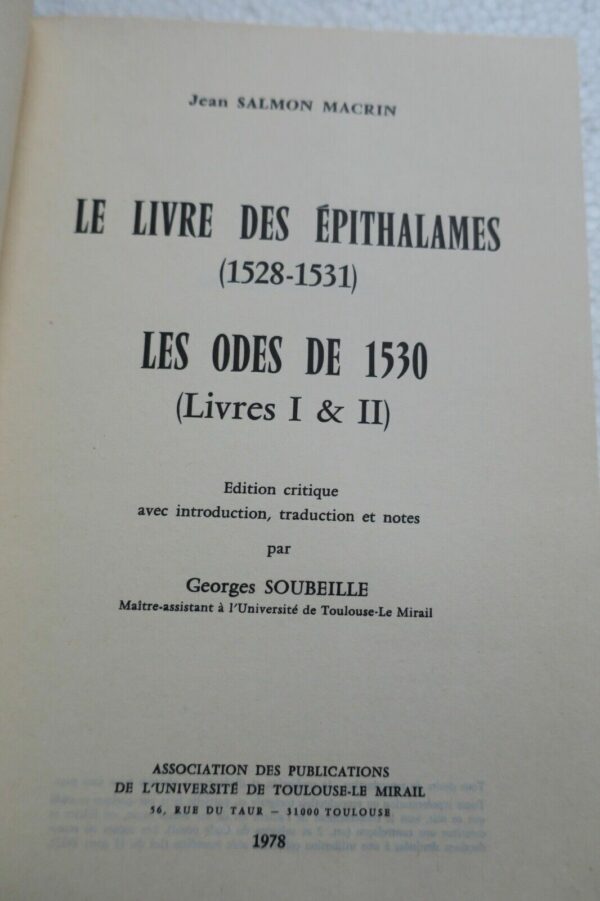 Jean SALMON MACRIN
LE LIVRE DES ÉPITHALAMES
(1528-1531)
LES ODES DE 1530
(Livres I & II)
Edition critique
avec introduction, traduction et notes
par
Georges SOUBEILLE
Maître-assistant à l'Université de Toulouse-Le Mirail
ASSOCIATION DES PUBLICATIONS
DE L'UNIVERSITÉ DE TOULOUSE-LE MIRAIL
56, RUE DU TAUR — 31000 TOULOUSE
1978